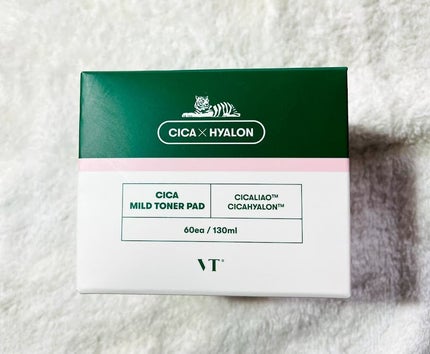 CICA × HYALON
CICA
MILD TONER PAD
CICALIAO™
CICAHYALON™
60ea / 130ml
VT®